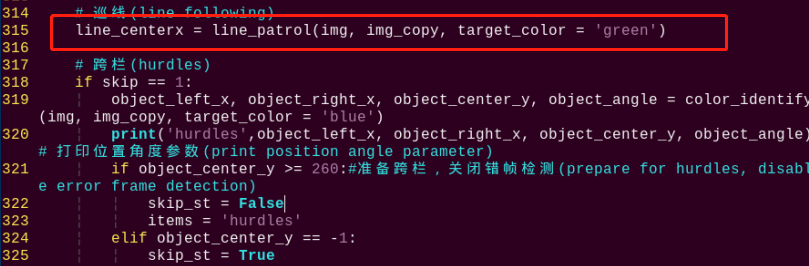 314 # 巡线(line following)
315 line_centerx = line_patrol(img, img_copy, target_color = 'green')
316
317 # 跨栏(hurdles)
318 if skip == 1:
319 object_left_x, object_right_x, object_center_y, object_angle = color_identify
(img, img_copy, target_color = 'blue')
320 print('hurdles',object_left_x, object_right_x, object_center_y, object_angle)
# 打印位置角度参数(print position angle parameter)
321 if object_center_y >= 260:#准备跨栏，关闭错帧检测(prepare for hurdles, disabl
e error frame detection)
322 skip_st = False
323 items = 'hurdles'
324 elif object_center_y == -1:
325 skip_st = True